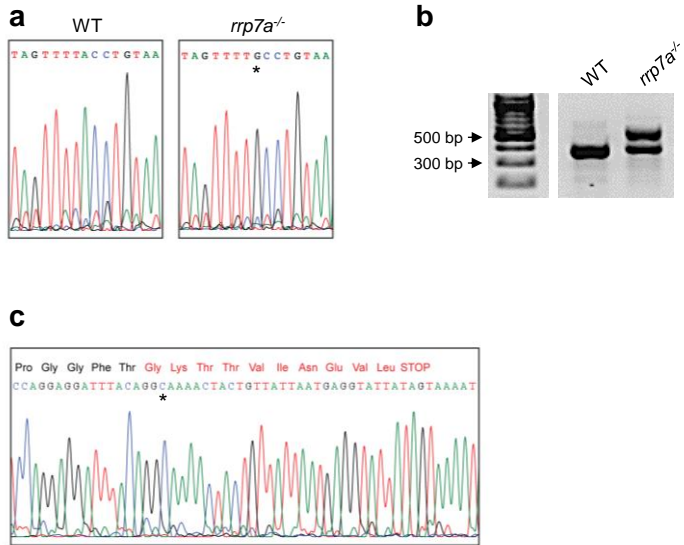 a
WT
rrp7a-/-
TAGTTTTACCTGTAA
TAGTTTTGCCTGTAA
*
b
WT
rrp7a-/-
500 bp
300 bp
c
Pro Gly Gly Phe Thr Gly Lys Thr Thr Val Ile Asn Glu Val Leu STOP
CCAGGAGGATTTACAGGCAAAACTACTGTTATTAATGAGGTATTATAGTAAAAT
*